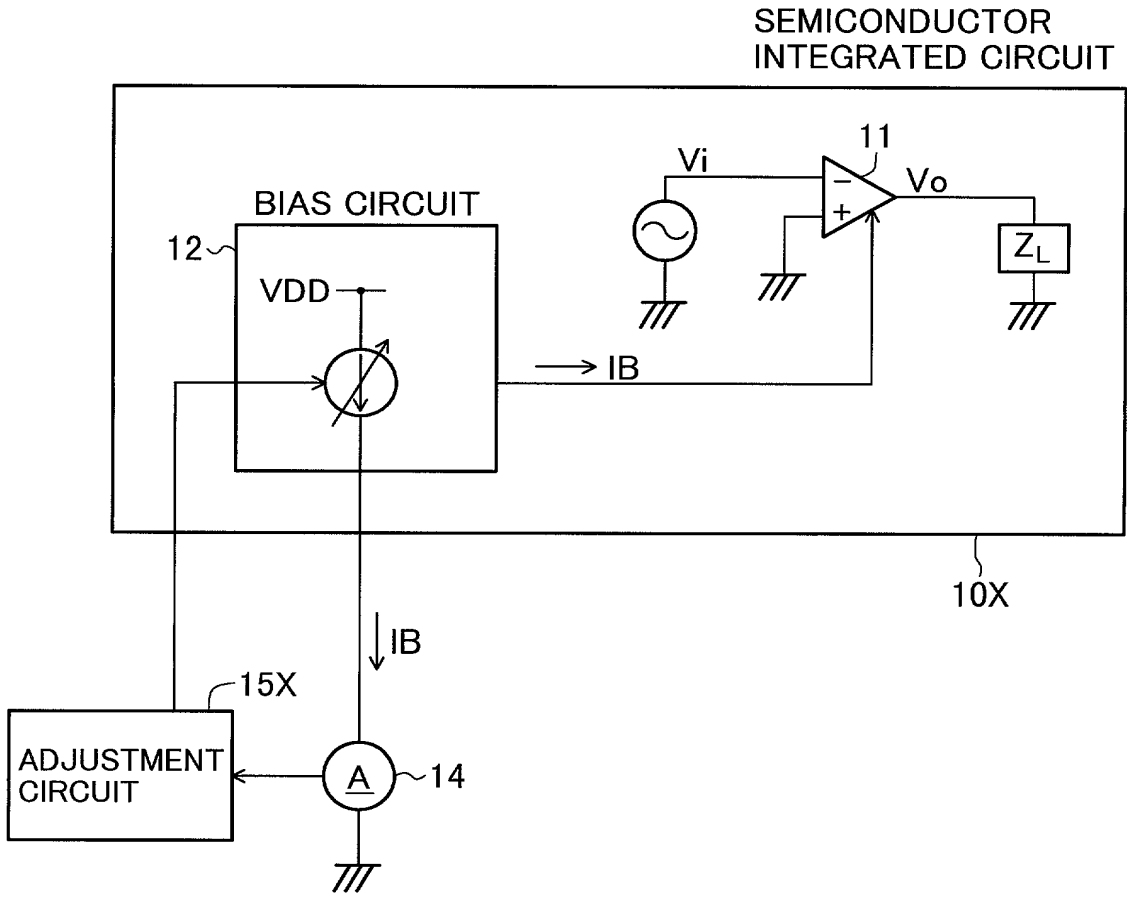 SEMICONDUCTOR
INTEGRATED CIRCUIT
11
Vi
Vo
−
+
ZL
BIAS CIRCUIT
12
VDD
IB
10X
IB
15X
ADJUSTMENT
CIRCUIT
A
14